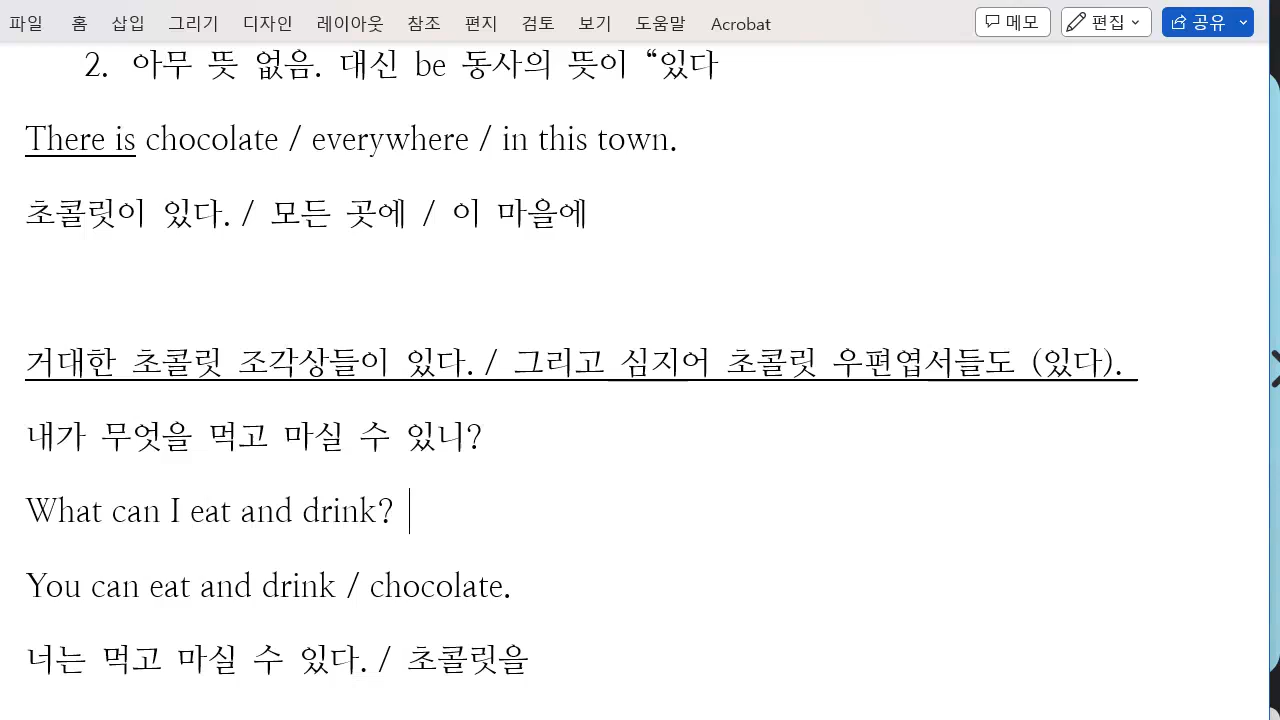 파일 홈 삽입 그리기 디자인 레이아웃 참조 편지 검토 보기 도움말 Acrobat 메모 편집 공유
2. 아무 뜻 없음. 대신 be 동사의 뜻이 “있다
There is chocolate / everywhere / in this town.
초콜릿이 있다. / 모든 곳에 / 이 마을에
거대한 초콜릿 조각상들이 있다. / 그리고 심지어 초콜릿 우편엽서들도 (있다).
내가 무엇을 먹고 마실 수 있니?
What can I eat and drink?
You can eat and drink / chocolate.
너는 먹고 마실 수 있다. / 초콜릿을